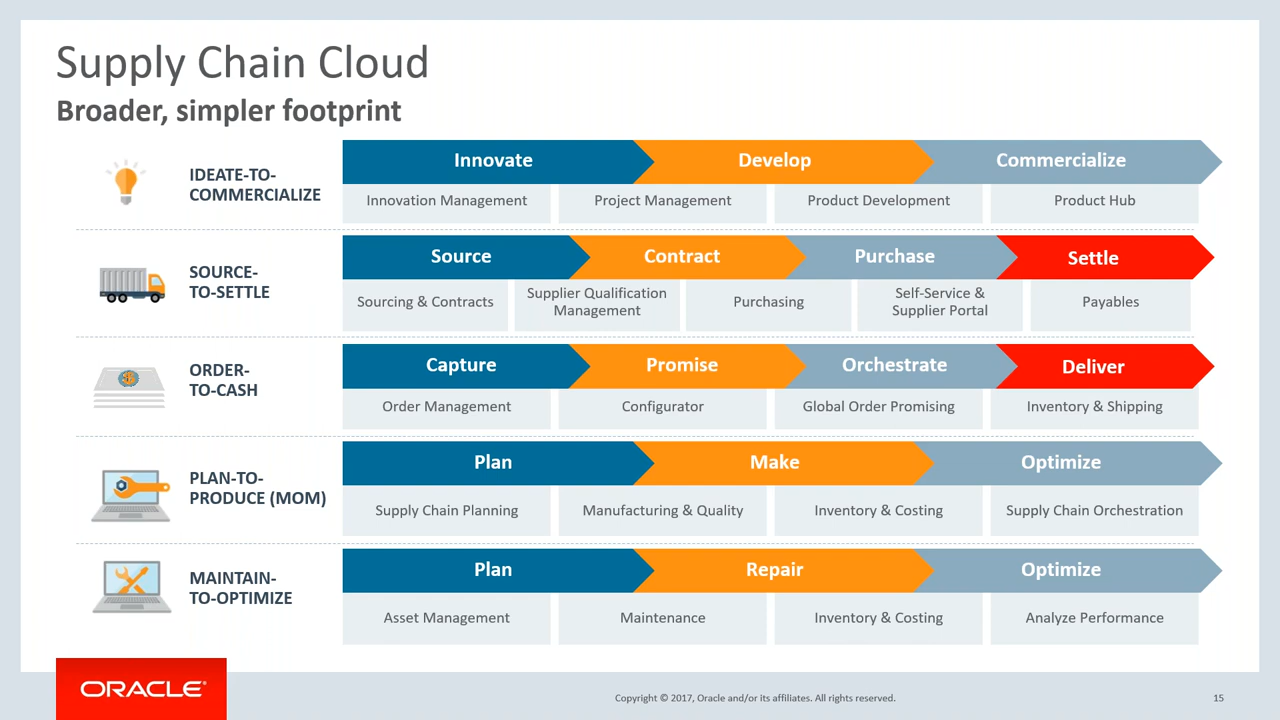 Supply Chain Cloud
Broader, simpler footprint
IDEATE-TO-
COMMERCIALIZE
Innovate
Develop
Commercialize
Innovation Management
Project Management
Product Development
Product Hub
SOURCE-
TO-SETTLE
Source
Contract
Purchase
Settle
Sourcing & Contracts
Supplier Qualification
Management
Purchasing
Self-Service &
Supplier Portal
Payables
ORDER-
TO-CASH
Capture
Promise
Orchestrate
Deliver
Order Management
Configurator
Global Order Promising
Inventory & Shipping
PLAN-TO-
PRODUCE (MOM)
Plan
Make
Optimize
Supply Chain Planning
Manufacturing & Quality
Inventory & Costing
Supply Chain Orchestration
MAINTAIN-
TO-OPTIMIZE
Plan
Repair
Optimize
Asset Management
Maintenance
Inventory & Costing
Analyze Performance
ORACLE®
Copyright © 2017, Oracle and/or its affiliates. All rights reserved.
15